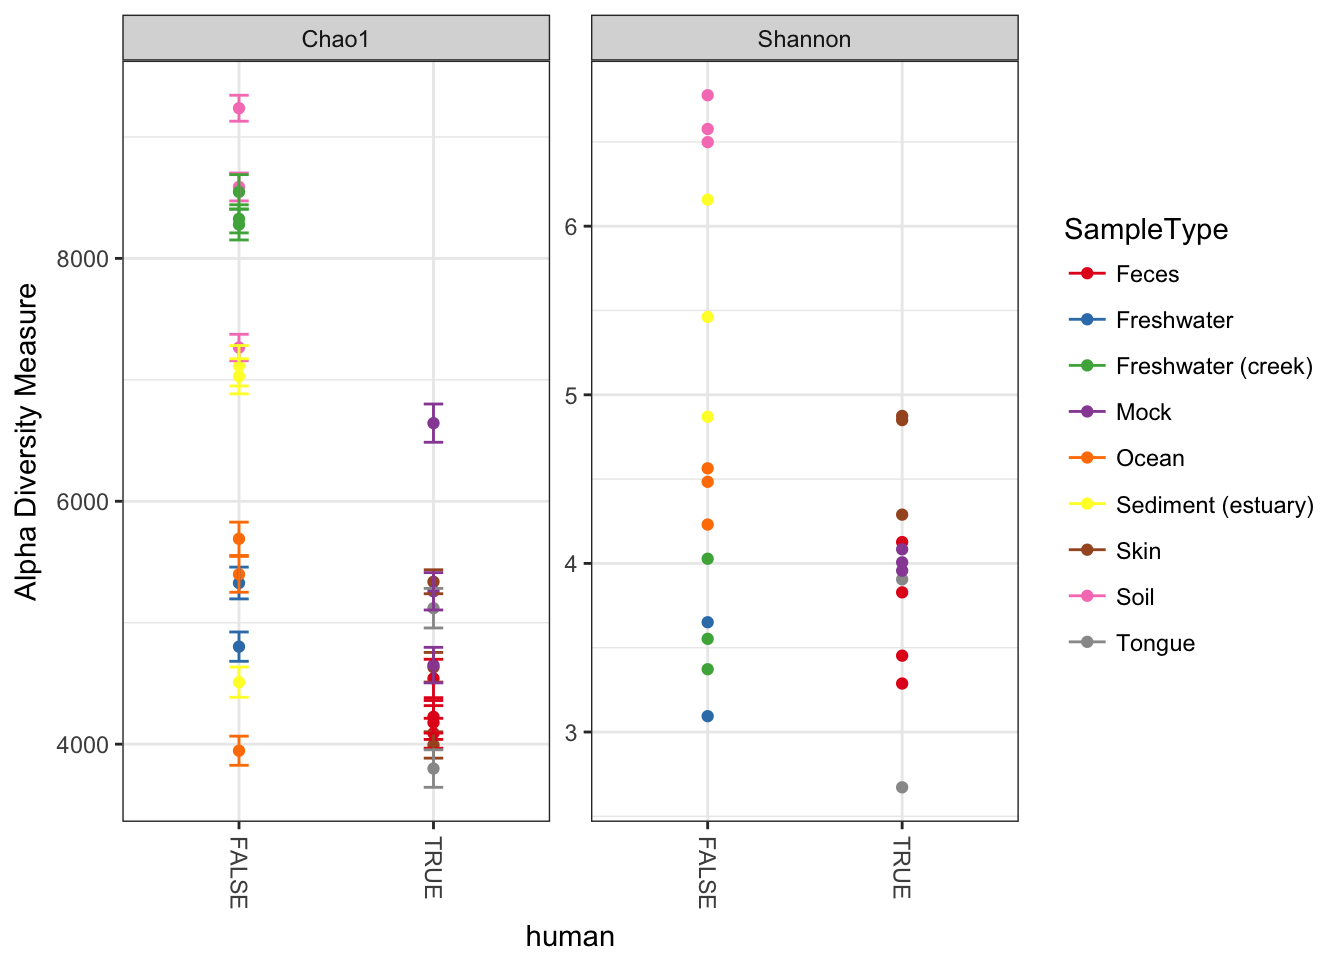 Chao1
Shannon
Alpha Diversity Measure
8000
6000
4000
6
5
4
3
FALSE
TRUE
FALSE
TRUE
human
SampleType
Feces
Freshwater
Freshwater (creek)
Mock
Ocean
Sediment (estuary)
Skin
Soil
Tongue